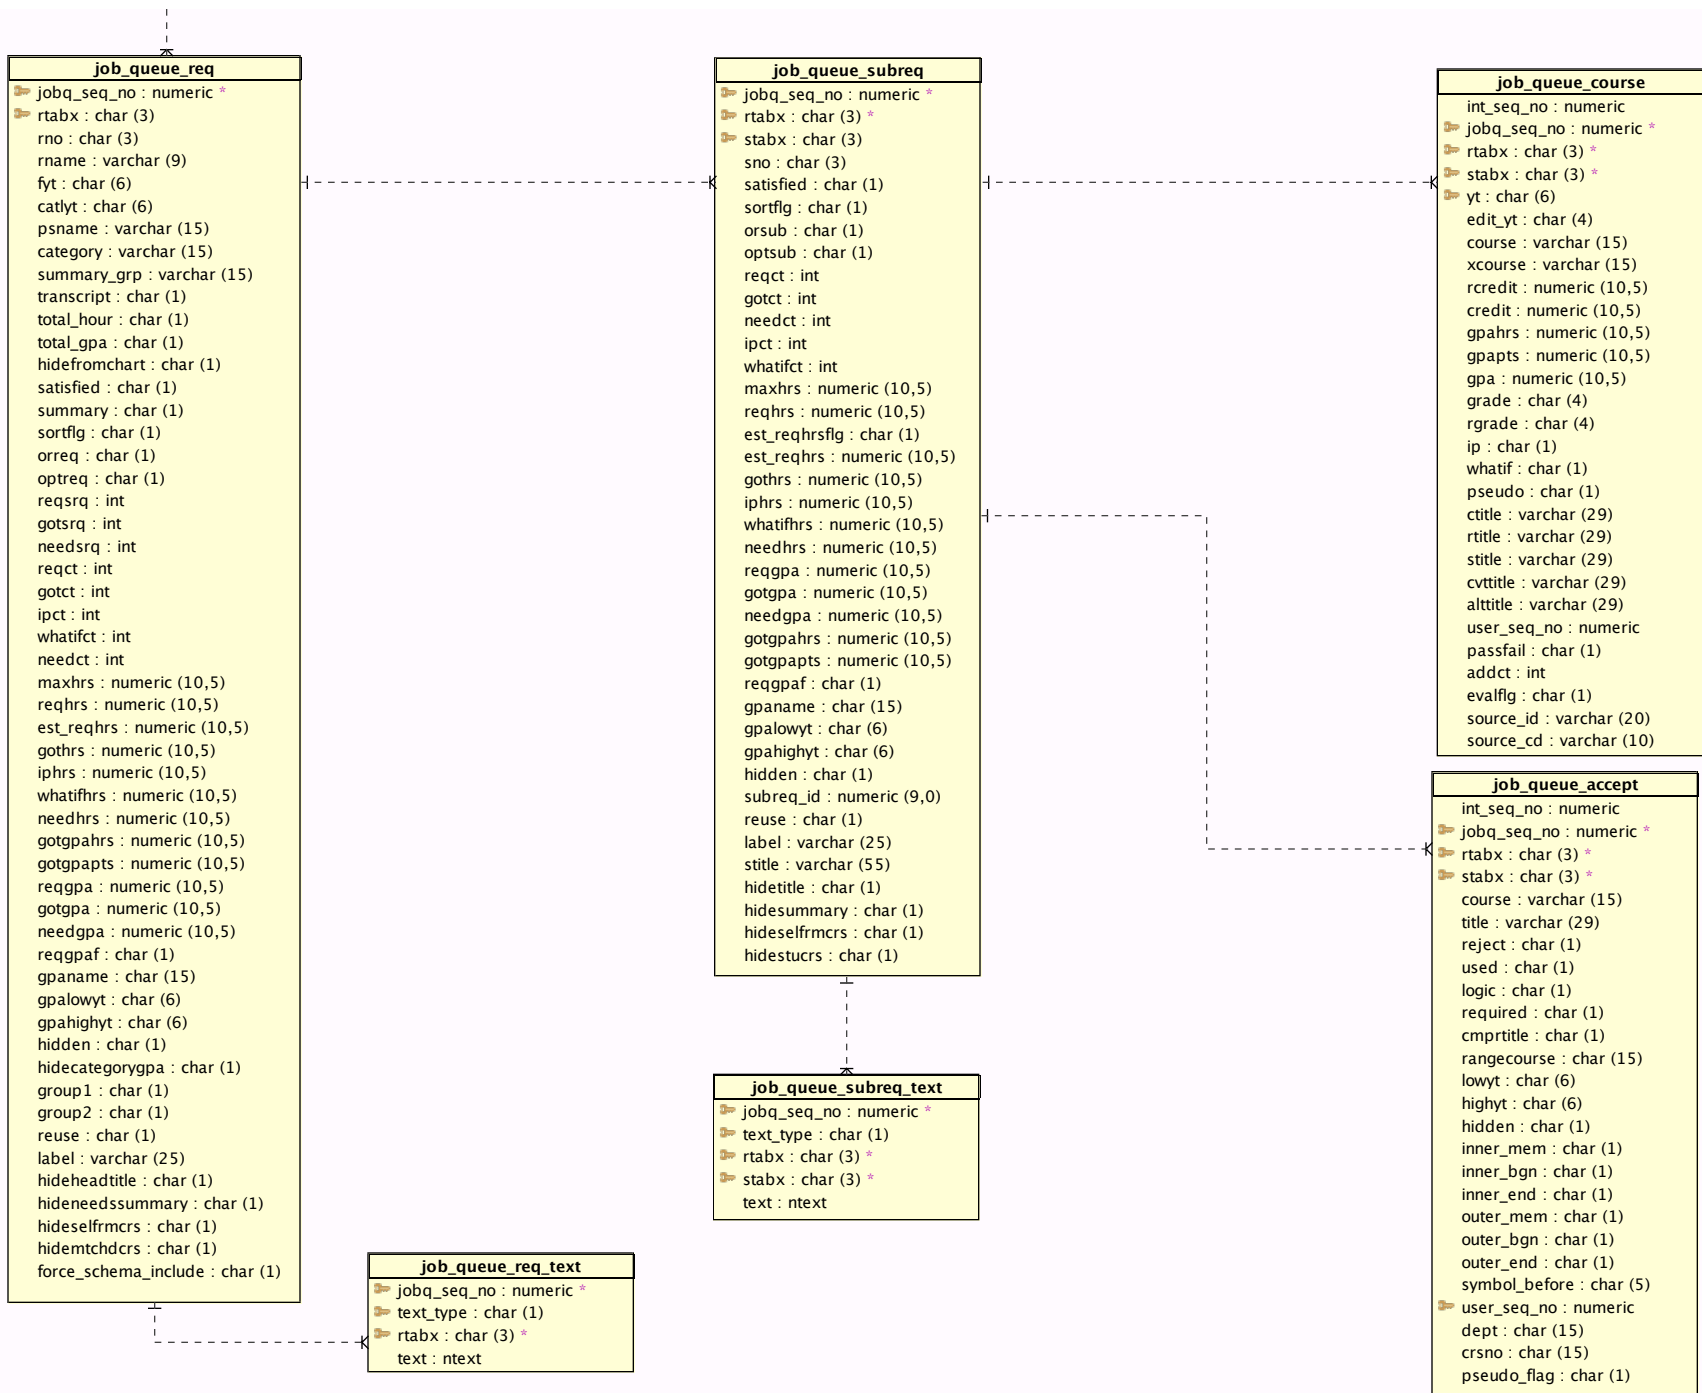 job_queue_req
jobq_seq_no : numeric *
rtabx : char (3)
rno : char (3)
rname : varchar (9)
fyt : char (6)
catlyt : char (6)
psname : varchar (15)
category : varchar (15)
summary_grp : varchar (15)
transcript : char (1)
total_hour : char (1)
total_gpa : char (1)
hidefromchart : char (1)
satisfied : char (1)
summary : char (1)
sortflg : char (1)
orreq : char (1)
optreq : char (1)
reqsrq : int
gotsrq : int
needsrq : int
reqct : int
gotct : int
ipct : int
whatifct : int
needct : int
maxhrs : numeric (10,5)
reqhrs : numeric (10,5)
est_reqhrs : numeric (10,5)
gothrs : numeric (10,5)
iphrs : numeric (10,5)
whatifhrs : numeric (10,5)
needhrs : numeric (10,5)
gotgpahrs : numeric (10,5)
gotgpapts : numeric (10,5)
reqgpa : numeric (10,5)
gotgpa : numeric (10,5)
needgpa : numeric (10,5)
reqgpaf : char (1)
gpaname : char (15)
gpalowyt : char (6)
gpahighyt : char (6)
hidden : char (1)
hidecategorygpa : char (1)
group1 : char (1)
group2 : char (1)
reuse : char (1)
label : varchar (25)
hideheadtitle : char (1)
hideneedssummary : char (1)
hideselfrmcrs : char (1)
hidemtchdcrs : char (1)
force_schema_include : char (1)
job_queue_req_text
jobq_seq_no : numeric *
text_type : char (1)
rtabx : char (3) *
text : ntext
job_queue_subreq
jobq_seq_no : numeric *
rtabx : char (3) *
stabx : char (3)
sno : char (3)
satisfied : char (1)
sortflg : char (1)
orsub : char (1)
optsub : char (1)
reqct : int
gotct : int
needct : int
ipct : int
whatifct : int
maxhrs : numeric (10,5)
reqhrs : numeric (10,5)
est_reqhrsflg : char (1)
est_reqhrs : numeric (10,5)
gothrs : numeric (10,5)
iphrs : numeric (10,5)
whatifhrs : numeric (10,5)
needhrs : numeric (10,5)
reqgpa : numeric (10,5)
gotgpa : numeric (10,5)
needgpa : numeric (10,5)
gotgpahrs : numeric (10,5)
gotgpapts : numeric (10,5)
reqgpaf : char (1)
gpaname : char (15)
gpalowyt : char (6)
gpahighyt : char (6)
hidden : char (1)
subreq_id : numeric (9,0)
reuse : char (1)
label : varchar (25)
stitle : varchar (55)
hidetitle : char (1)
hidesummary : char (1)
hideselfrmcrs : char (1)
hidestucrs : char (1)
job_queue_subreq_text
jobq_seq_no : numeric *
text_type : char (1)
rtabx : char (3) *
stabx : char (3) *
text : ntext
job_queue_course
int_seq_no : numeric
jobq_seq_no : numeric *
rtabx : char (3) *
stabx : char (3) *
yt : char (6)
edit_yt : char (4)
course : varchar (15)
xcourse : varchar (15)
rcredit : numeric (10,5)
credit : numeric (10,5)
gpahrs : numeric (10,5)
gpapts : numeric (10,5)
gpa : numeric (10,5)
grade : char (4)
rgrade : char (4)
ip : char (1)
whatif : char (1)
pseudo : char (1)
ctitle : varchar (29)
rtitle : varchar (29)
stitle : varchar (29)
cvttitle : varchar (29)
alttitle : varchar (29)
user_seq_no : numeric
passfail : char (1)
addct : int
evalflg : char (1)
source_id : varchar (20)
source_cd : varchar (10)
job_queue_accept
int_seq_no : numeric
jobq_seq_no : numeric *
rtabx : char (3) *
stabx : char (3) *
course : varchar (15)
title : varchar (29)
reject : char (1)
used : char (1)
logic : char (1)
required : char (1)
cmprtitle : char (1)
rangecourse : char (15)
lowyt : char (6)
highyt : char (6)
hidden : char (1)
inner_mem : char (1)
inner_bgn : char (1)
inner_end : char (1)
outer_mem : char (1)
outer_bgn : char (1)
outer_end : char (1)
symbol_before : char (5)
user_seq_no : numeric
dept : char (15)
crsno : char (15)
pseudo_flag : char (1)